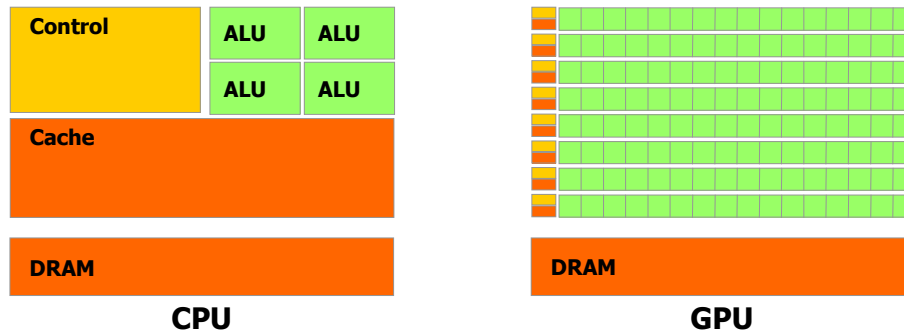 Control
ALU
ALU
ALU
ALU
Cache
DRAM
CPU
DRAM
GPU